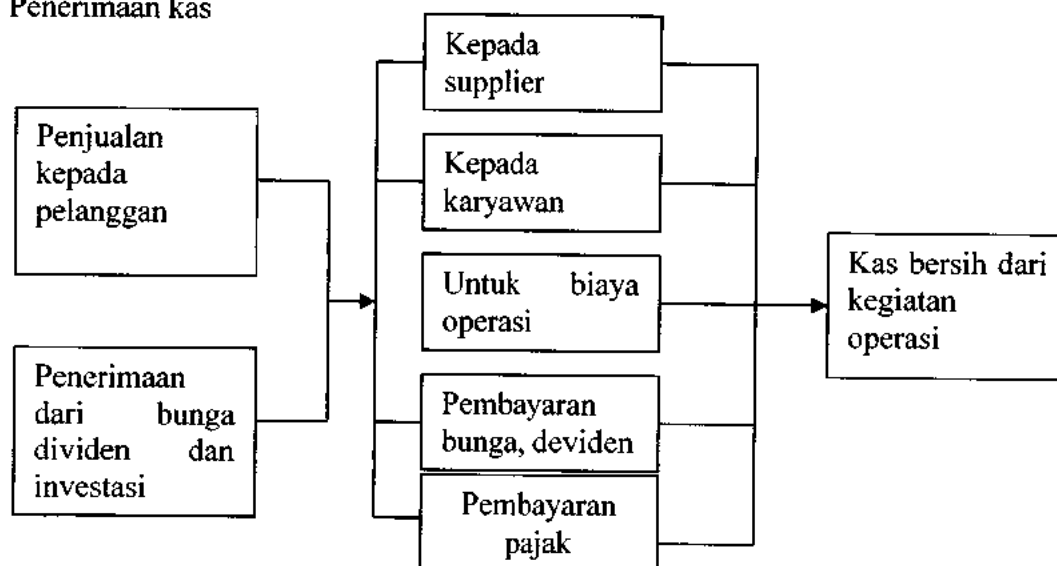 Penerimaan kas
Penjualan
kepada
pelanggan
Penerimaan
dari bunga
dividen dan
investasi
Kepada
supplier
Kepada
karyawan
Untuk biaya
operasi
Pembayaran
bunga, deviden
Pembayaran
pajak
Kas bersih dari
kegiatan
operasi